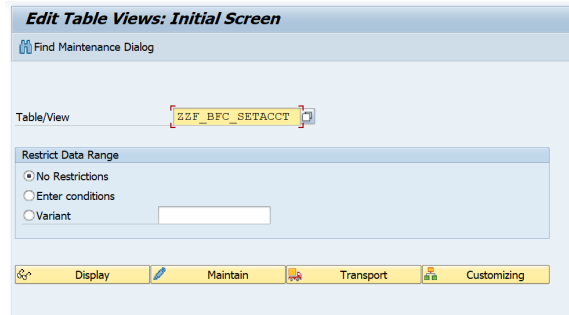 Edit Table Views: Initial Screen
Find Maintenance Dialog
Table/View ZZF_BFC_SETACCT
Restrict Data Range
No Restrictions
Enter conditions
Variant
Display Maintain Transport Customizing